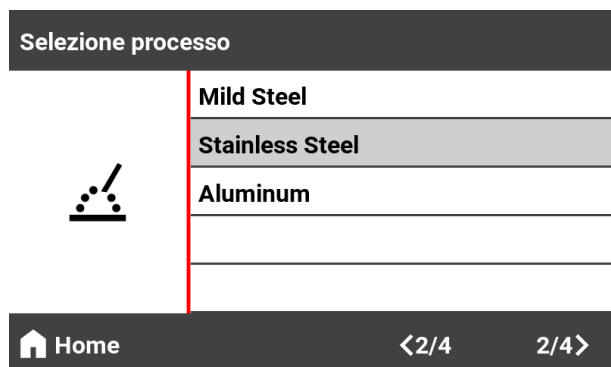 Selezione processo
Mild Steel
Stainless Steel
Aluminum
Home <2/4 2/4>